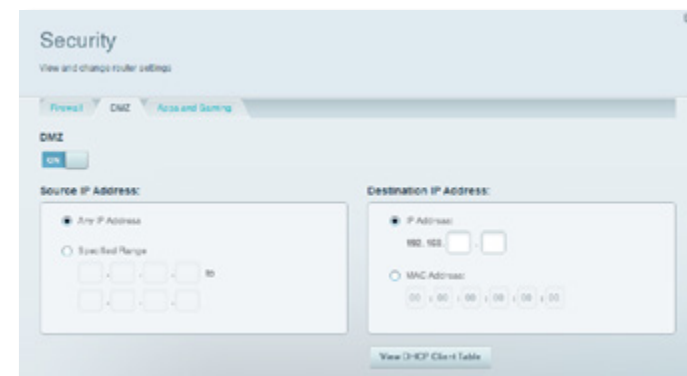 Security
View and change router settings
Firewall DMZ Apps and Gaming
DMZ
ON
Source IP Address:
Any IP Address
Specified Range
. . . to
. . .
Destination IP Address:
IP Address:
192. 168. .
MAC Address:
00 : 00 : 00 : 00 : 00 : 00
View DHCP Client Table